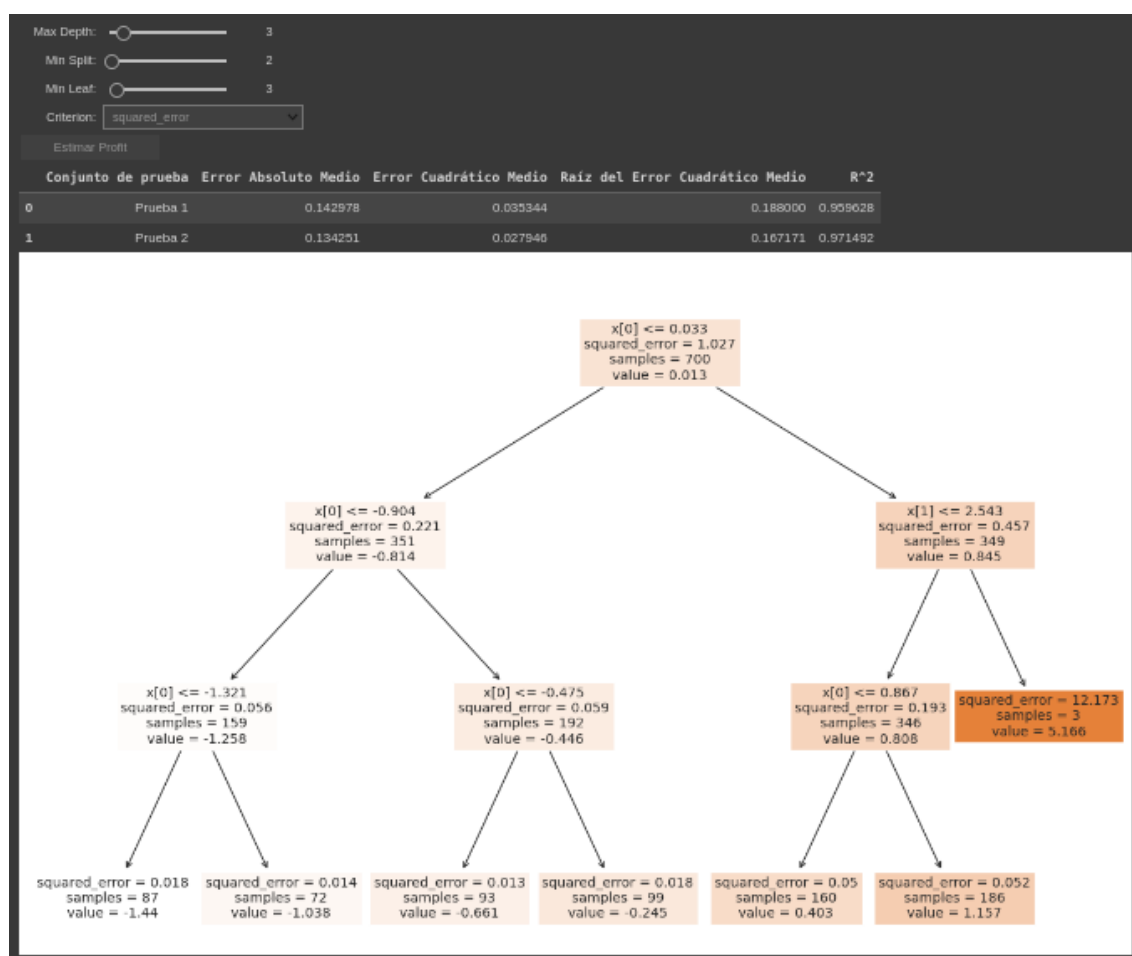 Max Depth: 3
Min Split: 2
Min Leaf: 3
Criterion: squared_error
Estimar Profit
Conjunto de prueba Error Absoluto Medio Error Cuadrático Medio Raíz del Error Cuadrático Medio R^2
0 Prueba 1 0.142978 0.035344 0.188000 0.959628
1 Prueba 2 0.134251 0.027946 0.167171 0.971492
x[0] <= 0.033
squared_error = 1.027
samples = 700
value = 0.013
x[0] <= -0.904
squared_error = 0.221
samples = 351
value = -0.814
x[1] <= 2.543
squared_error = 0.457
samples = 349
value = 0.845
x[0] <= -1.321
squared_error = 0.056
samples = 159
value = -1.258
x[0] <= -0.475
squared_error = 0.059
samples = 192
value = -0.446
x[0] <= 0.867
squared_error = 0.193
samples = 346
value = 0.808
squared_error = 12.173
samples = 3
value = 5.166
squared_error = 0.018
samples = 87
value = -1.44
squared_error = 0.014
samples = 72
value = -1.038
squared_error = 0.013
samples = 93
value = -0.661
squared_error = 0.018
samples = 99
value = -0.245
squared_error = 0.05
samples = 160
value = 0.403
squared_error = 0.052
samples = 186
value = 1.157